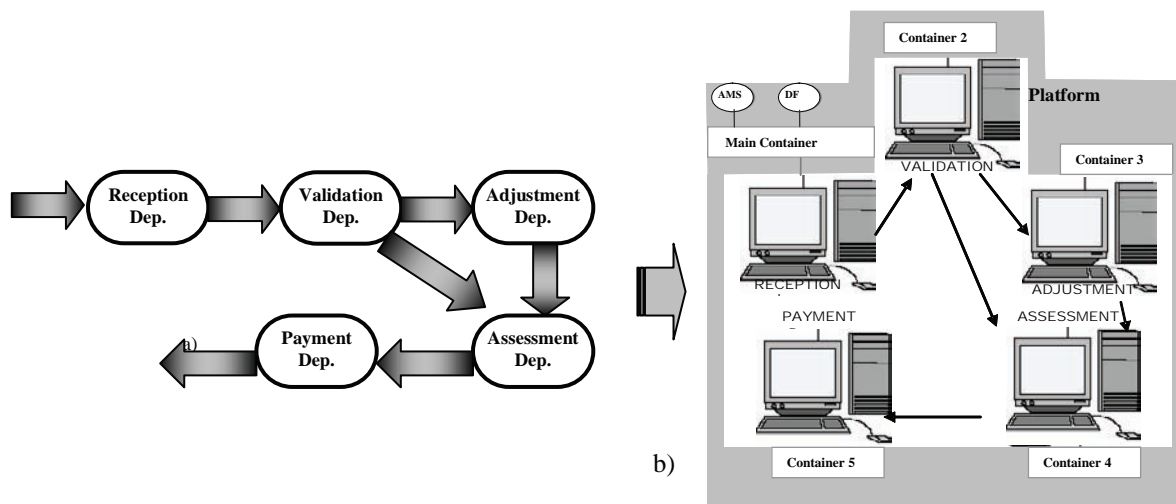 Reception
Dep.
Validation
Dep.
Adjustment
Dep.
Payment
Dep.
Assessment
Dep.
a)
Container 2
AMS
DF
Platform
Main Container
VALIDATION
Container 3
RECEPTION
ADJUSTMENT
PAYMENT
ASSESSMENT
Container 5
Container 4
b)